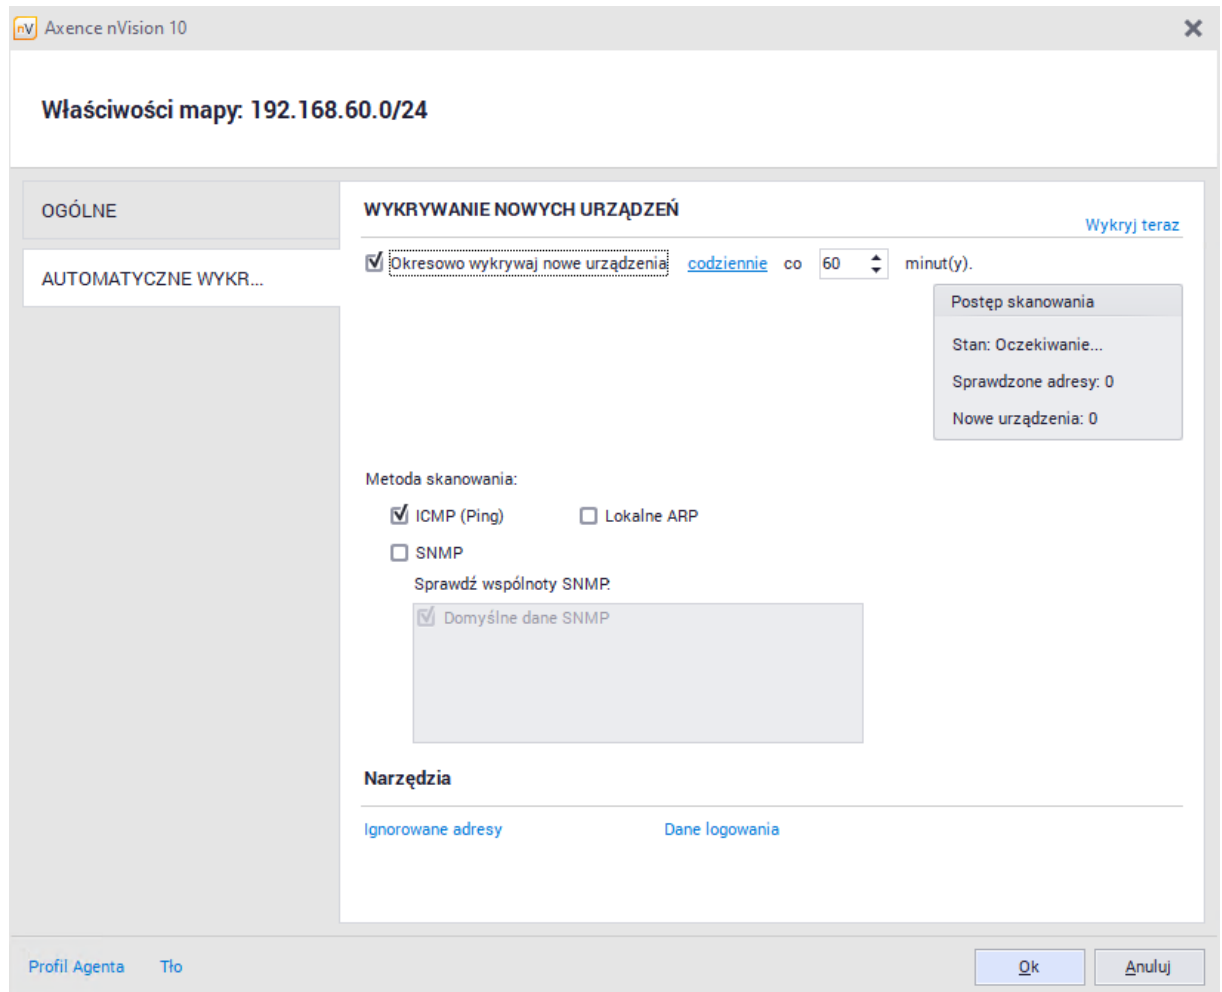 nV Axence nVision 10
Właściwości mapy: 192.168.60.0/24
OGÓLNE
AUTOMATYCZNE WYKR...
WYKRYWANIE NOWYCH URZĄDZEŃ
Wykryj teraz
Okresowo wykrywaj nowe urządzenia codziennie co 60 minut(y).
Postęp skanowania
Stan: Oczekiwanie...
Sprawdzone adresy: 0
Nowe urządzenia: 0
Metoda skanowania:
ICMP (Ping) Lokalne ARP
SNMP
Sprawdź wspólnoty SNMP:
Domyślne dane SNMP
Narzędzia
Ignorowane adresy Dane logowania
Profil Agenta Tło Ok Anuluj